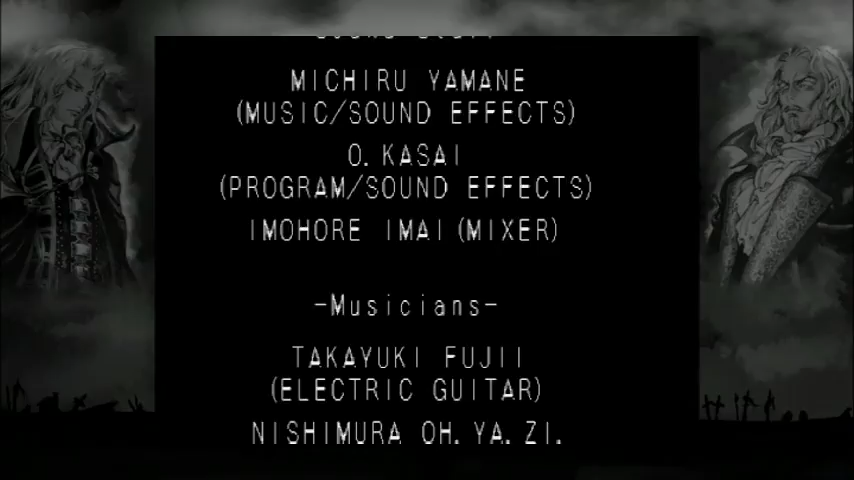 MICHIRU YAMANE
(MUSIC/SOUND EFFECTS)
O. KASAI
(PROGRAM/SOUND EFFECTS)
IMOHORE IMAI (MIXER)
-Musicians-
TAKAYUKI FUJII
(ELECTRIC GUITAR)
NISHIMURA OH. YA. ZI.